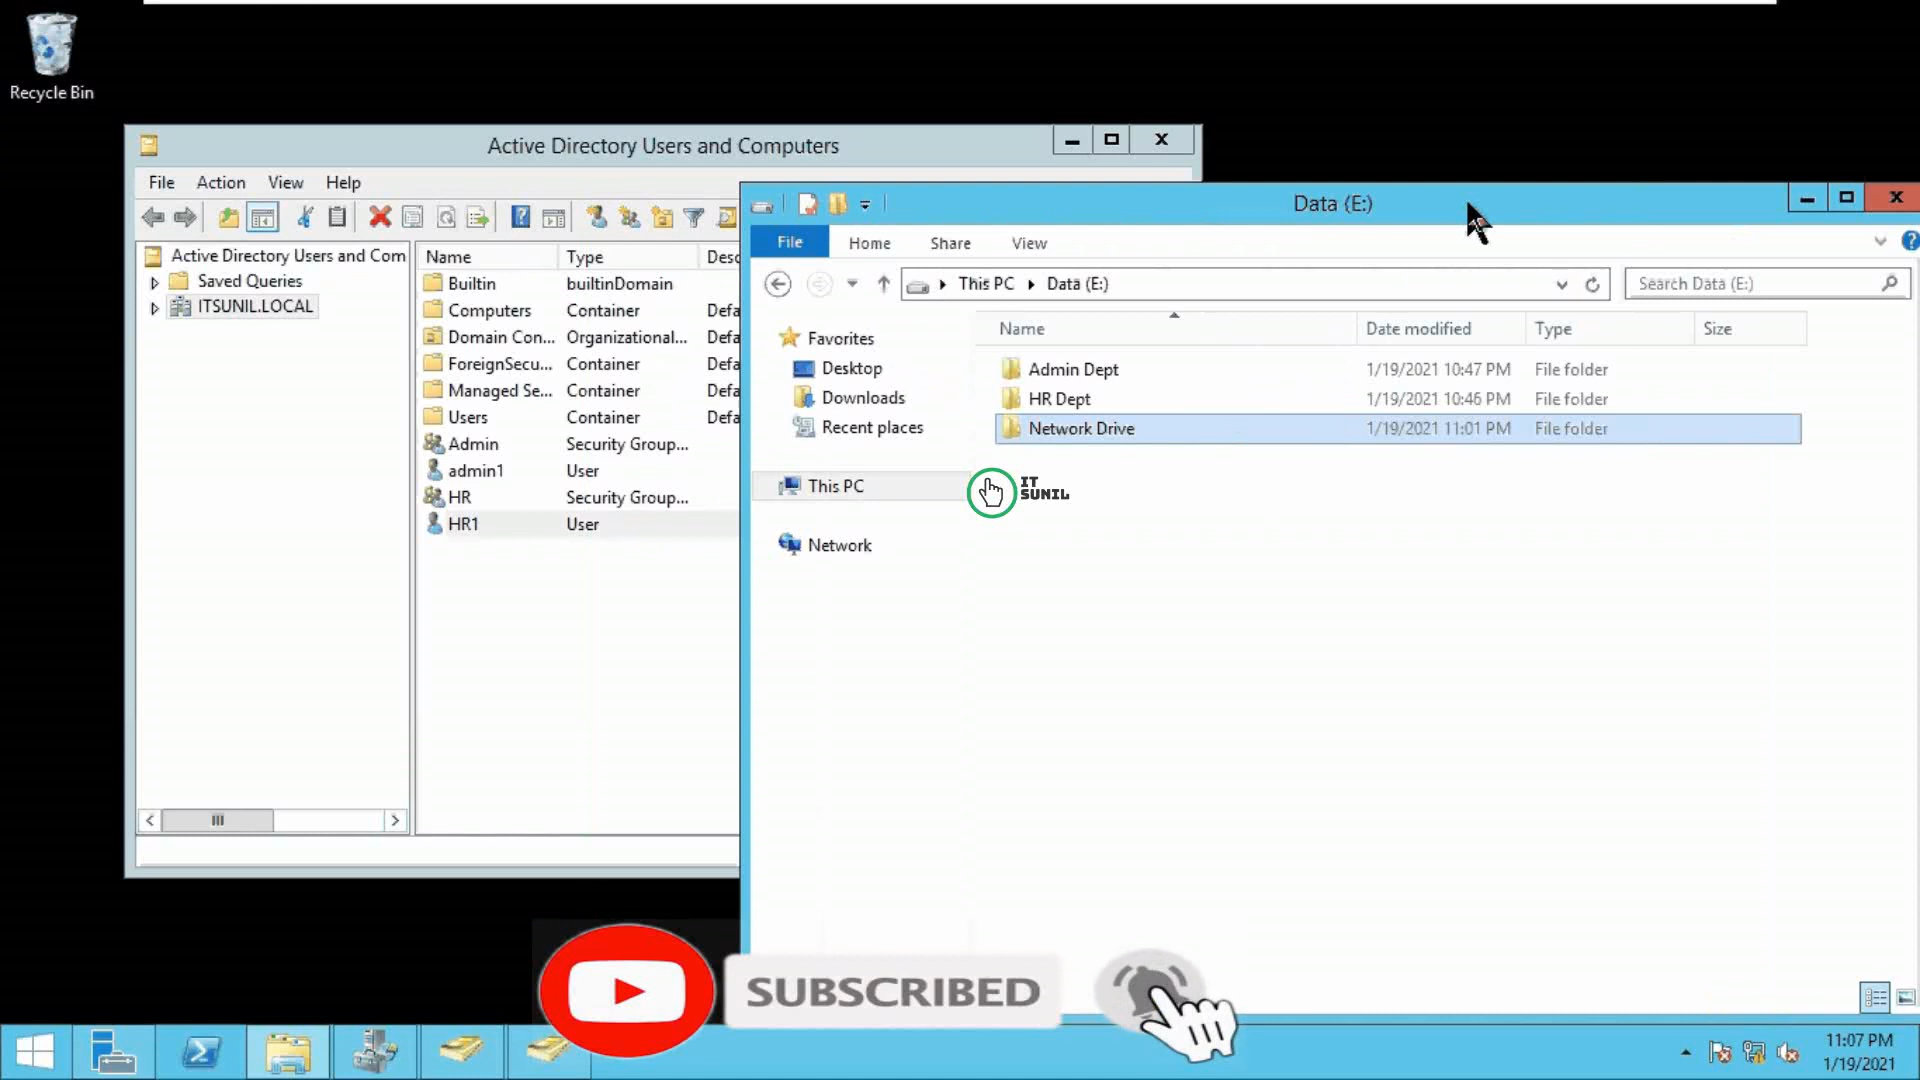 Recycle Bin
Active Directory Users and Computers
File Action View Help
Active Directory Users and Com
Saved Queries
ITSUNIL.LOCAL
Name Type Desc
Builtin builtinDomain
Computers Container Defa
Domain Con... Organizational... Defa
ForeignSecu... Container Defa
Managed Se... Container Defa
Users Container Defa
Admin Security Group...
admin1 User
HR Security Group...
HR1 User
Data (E:)
File Home Share View
This PC Data (E:)
Search Data (E:)
Favorites
Desktop
Downloads
Recent places
This PC
Network
Name Date modified Type Size
Admin Dept 1/19/2021 10:47 PM File folder
HR Dept 1/19/2021 10:46 PM File folder
Network Drive 1/19/2021 11:01 PM File folder
IT
SUNIL
SUBSCRIBED
11:07 PM
1/19/2021